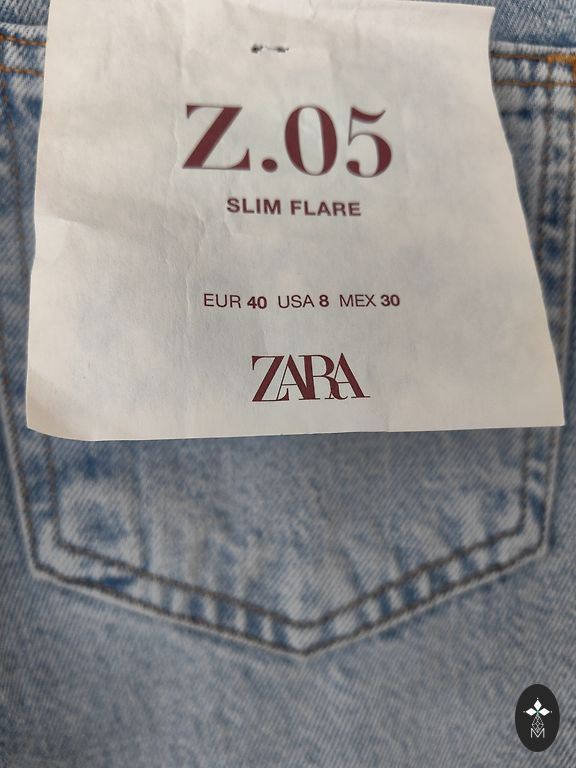 Z.05
SLIM FLARE
EUR 40 USA 8 MEX 30
ZARA
M